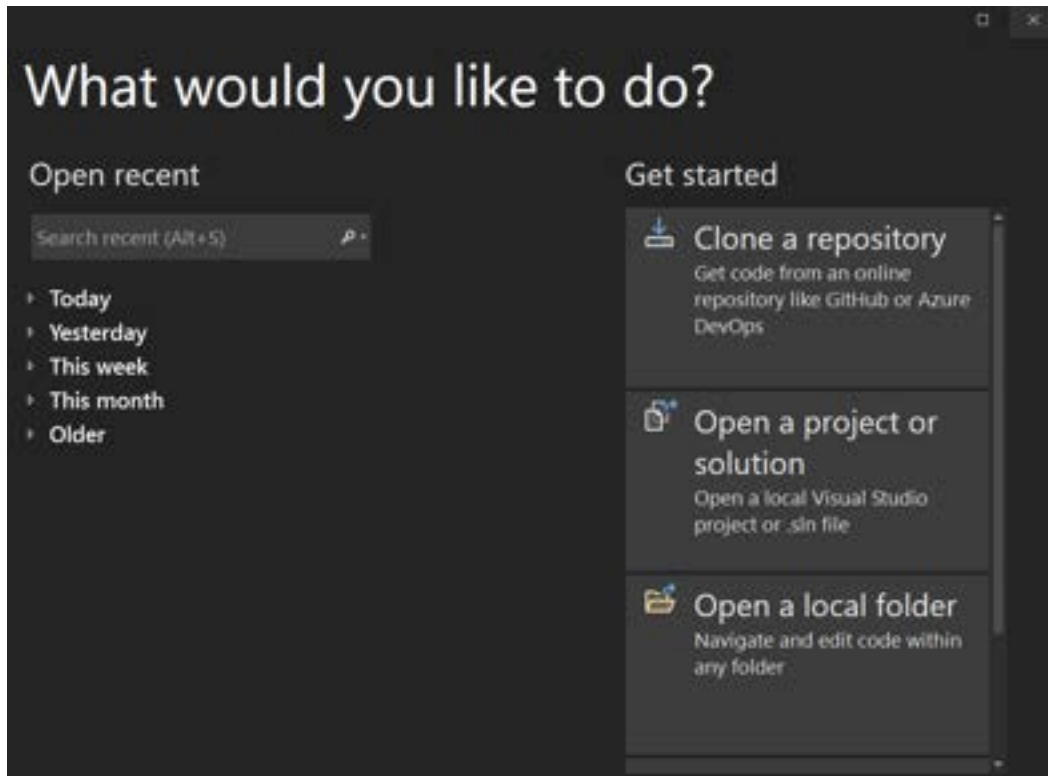 What would you like to do?
Open recent
Search recent (Alt+S)
Today
Yesterday
This week
This month
Older
Get started
Clone a repository
Get code from an online
repository like GitHub or Azure
DevOps
Open a project or
solution
Open a local Visual Studio
project or .sln file
Open a local folder
Navigate and edit code within
any folder